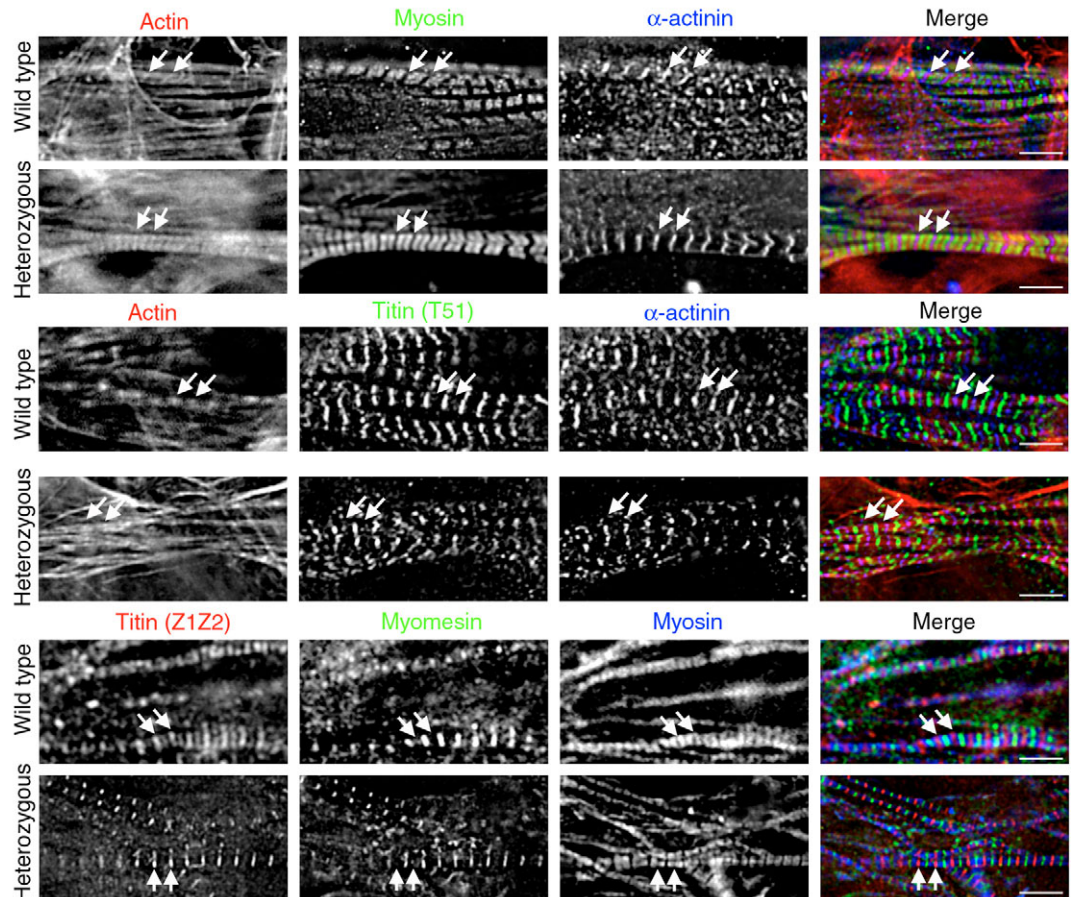 Actin Myosin α-actinin Merge
Wild type
Heterozygous
Actin Titin (T51) α-actinin Merge
Wild type
Heterozygous
Titin (Z1Z2) Myomesin Myosin Merge
Wild type
Heterozygous